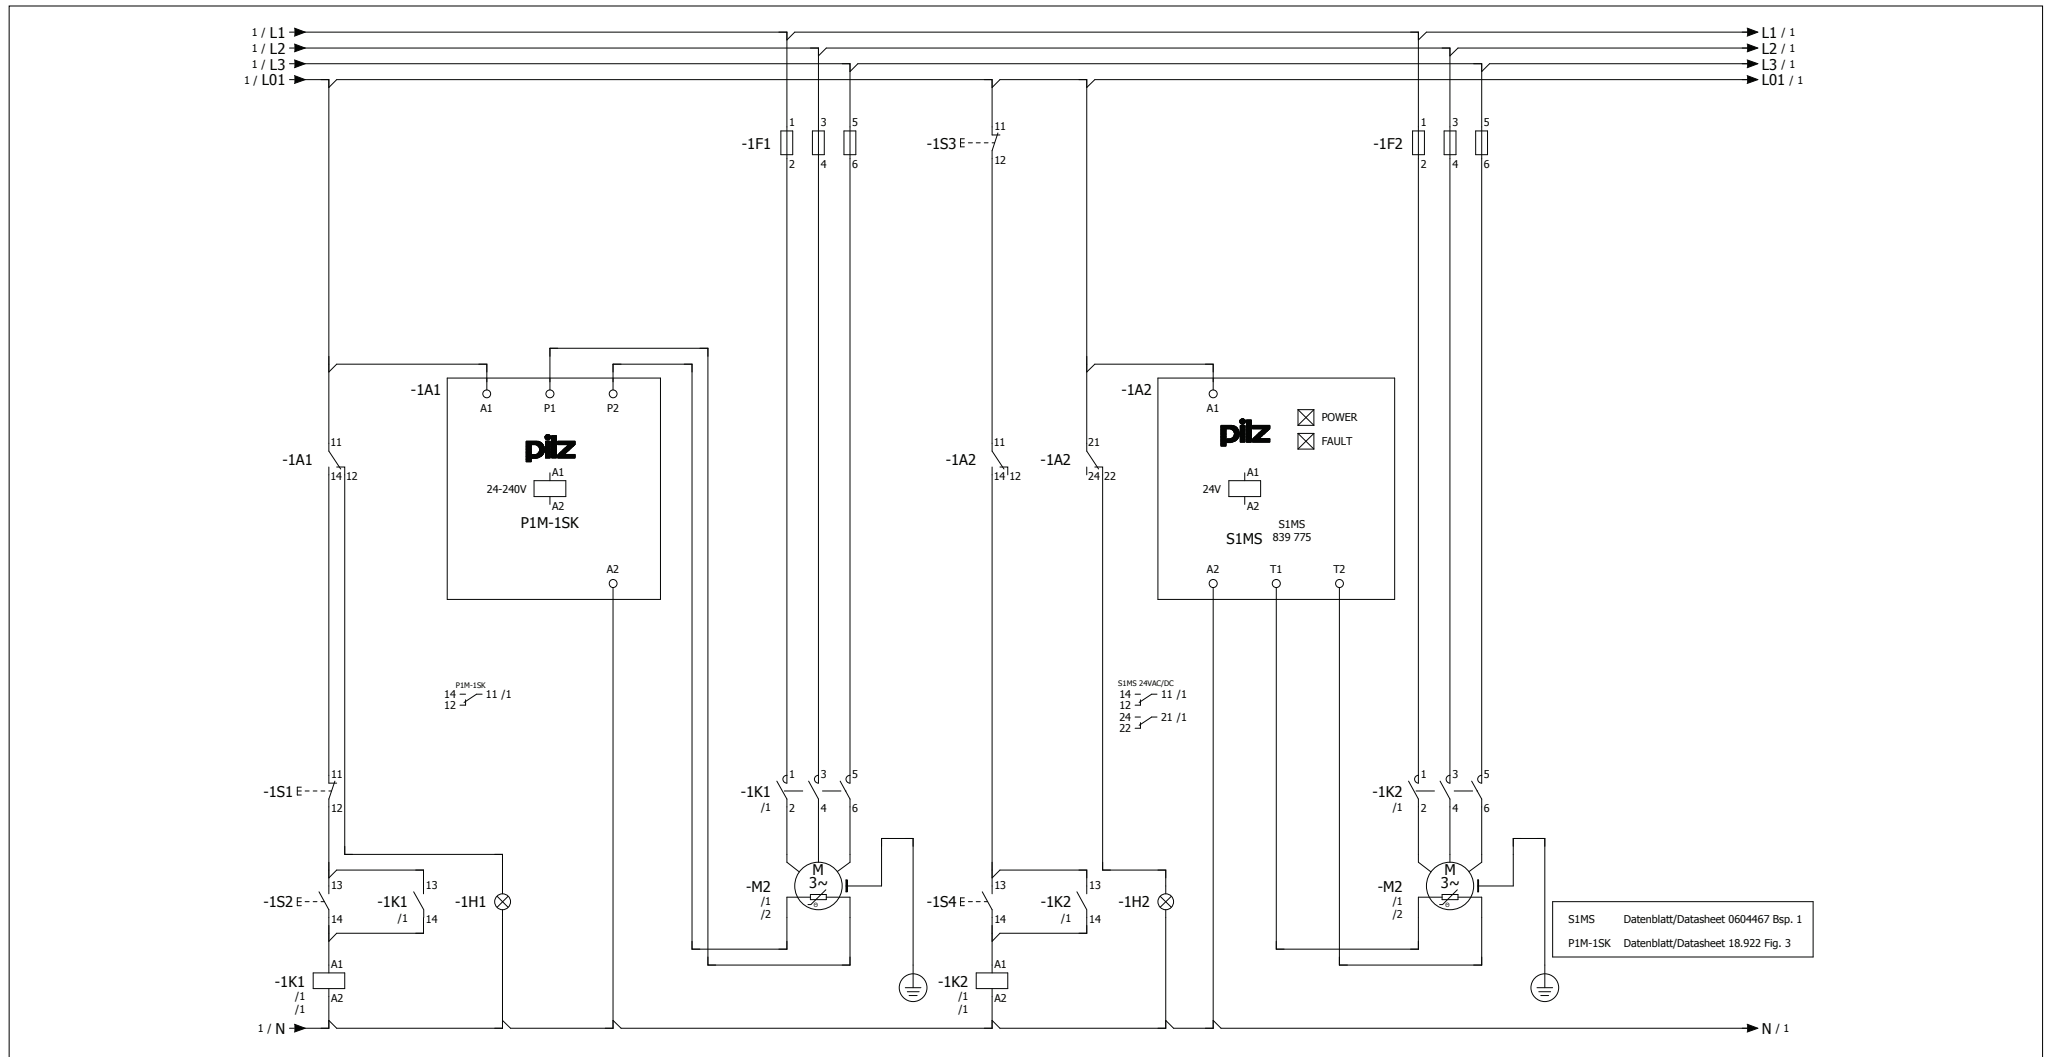 1 / L1
1 / L2
1 / L3
1 / L01
L1 / 1
L2 / 1
L3 / 1
L01 / 1
-1F1
1 3 5
2 4 6
-1S3
11
12
-1F2
1 3 5
2 4 6
-1A1
A1 P1 P2
pilz
24-240V
A1
A2
P1M-1SK
A2
-1A1
11
14 12
-1A2
11
14 12
-1A2
21
24 22
-1A2
A1
POWER
FAULT
pilz
24V
A1
A2
S1MS
S1MS
839 775
A2 T1 T2
P1M-1SK
14 11 /1
12
S1MS 24VAC/DC
14 11 /1
12
24 21 /1
22
-1S1
11
12
-1K1
/1
1 3 5
2 4 6
-1K2
/1
1 3 5
2 4 6
-1S2
13
14
-1K1
/1
13
14
-1H1
-M2
/1
/2
M
3~
-1S4
13
14
-1K2
/1
13
14
-1H2
-M2
/1
/2
M
3~
S1MS Datenblatt/Datasheet 0604467 Bsp. 1
P1M-1SK Datenblatt/Datasheet 18.922 Fig. 3
-1K1
/1
/1
A1
A2
-1K2
/1
/1
A1
A2
1 / N
N / 1